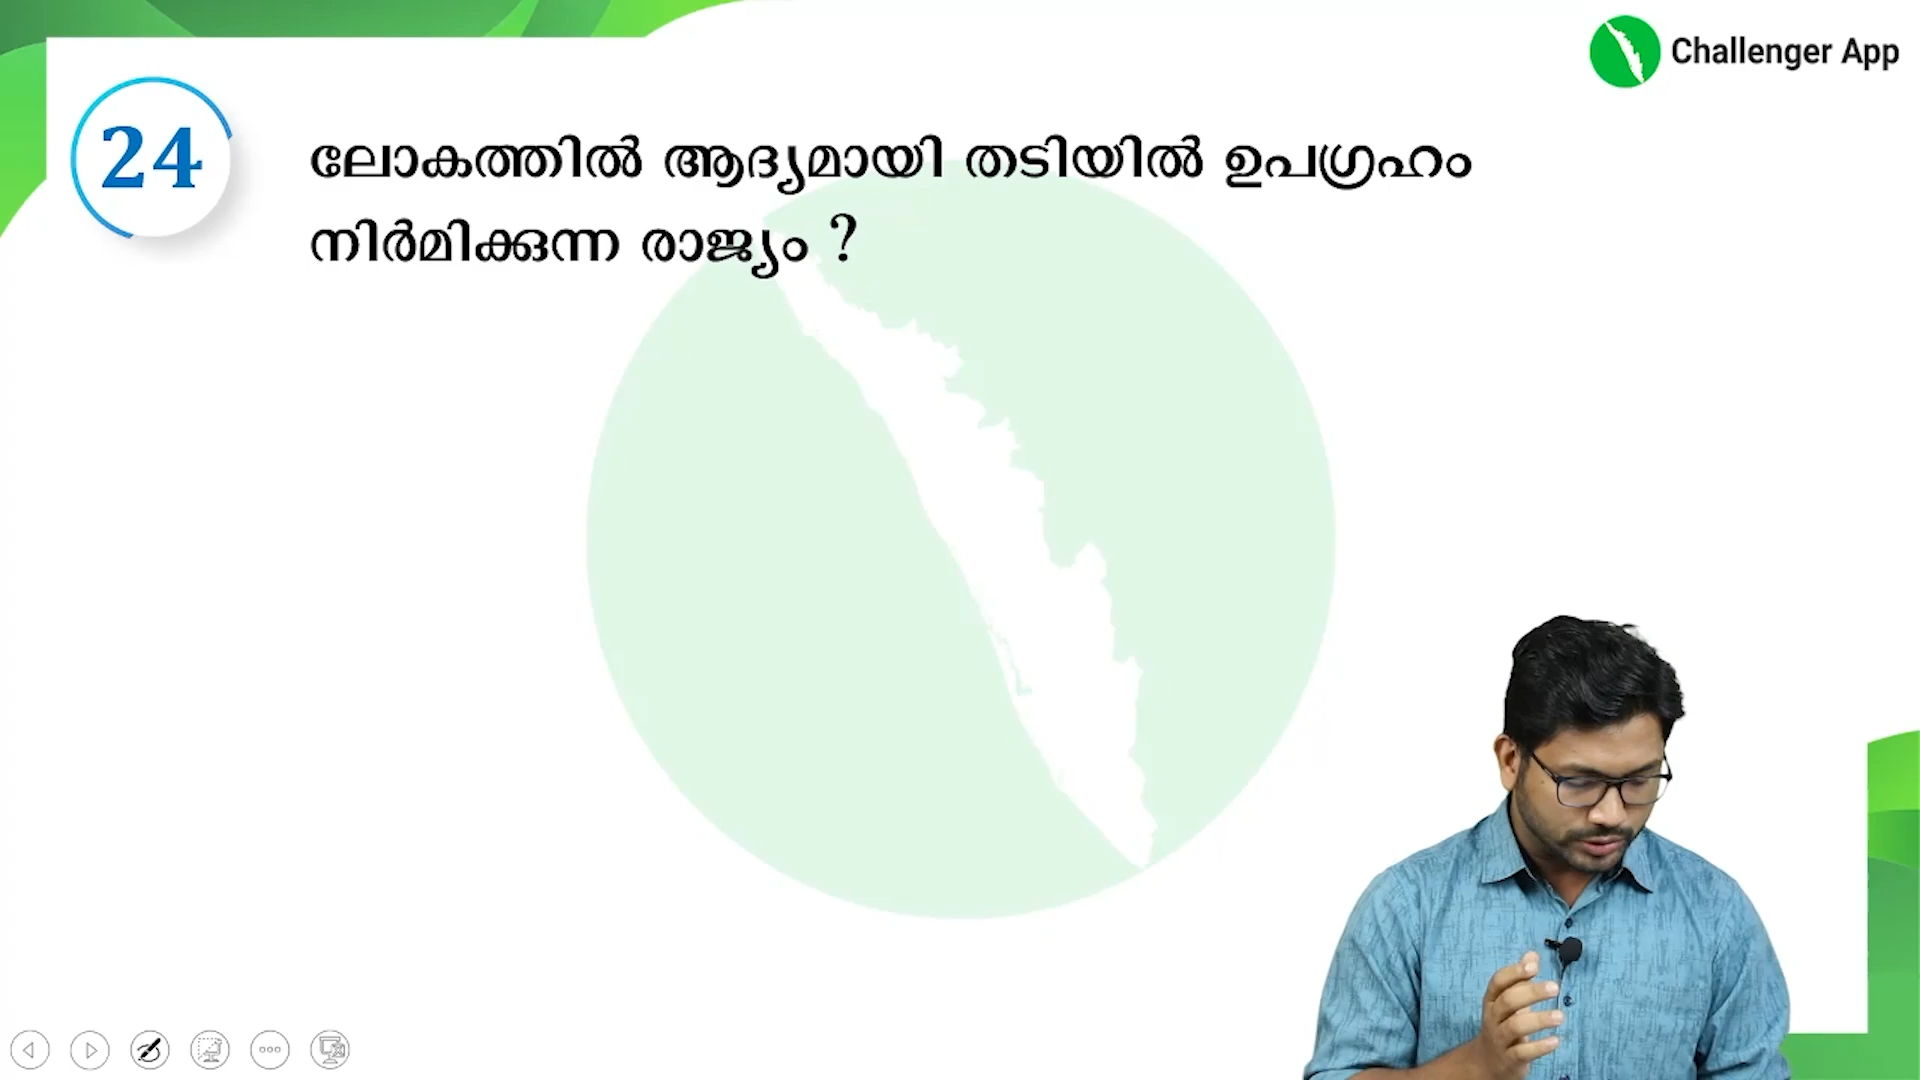 Challenger App
24
ലോകത്തിൽ ആദ്യമായി തടിയിൽ ഉപഗ്രഹം
നിർമിക്കുന്ന രാജ്യം ?